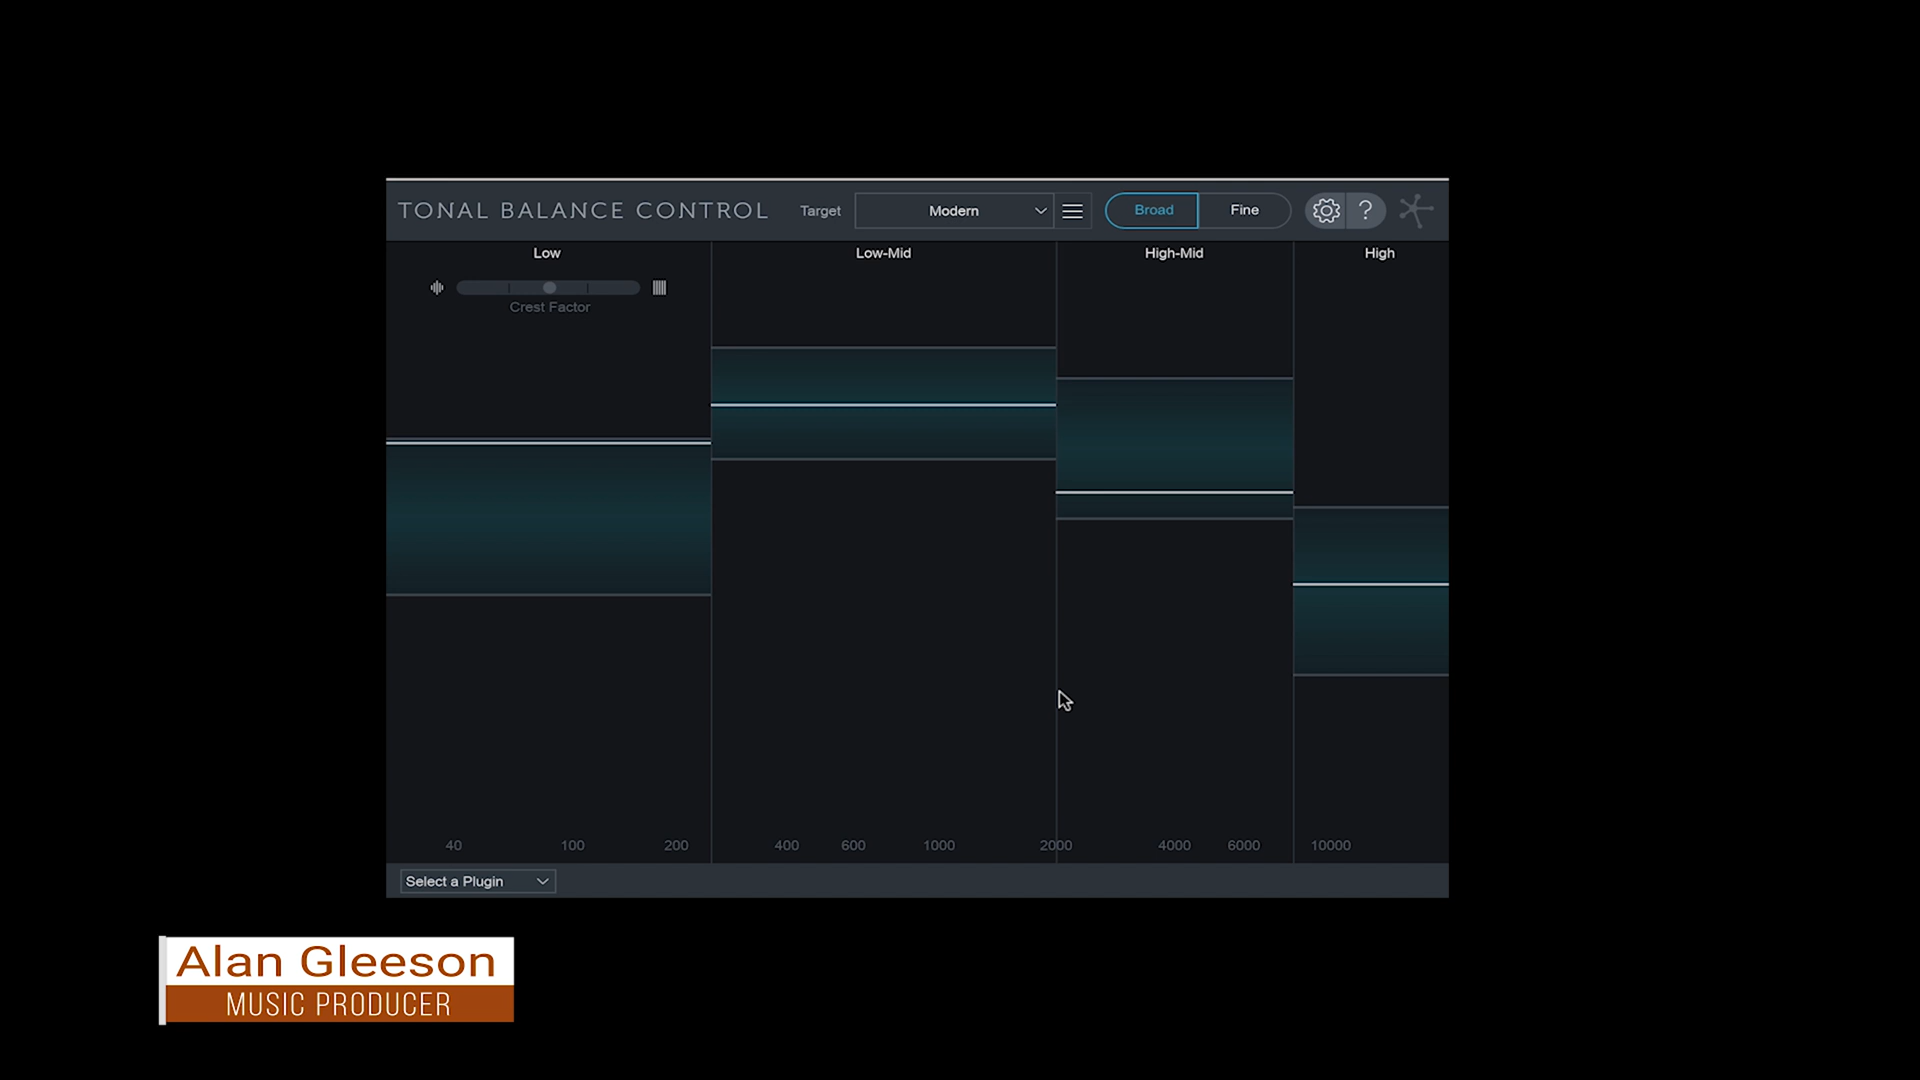 TONAL BALANCE CONTROL Target Modern Broad Fine ?
Low Low-Mid High-Mid High
Crest Factor
40 100 200 400 600 1000 2000 4000 6000 10000
Select a Plugin
Alan Gleeson
MUSIC PRODUCER